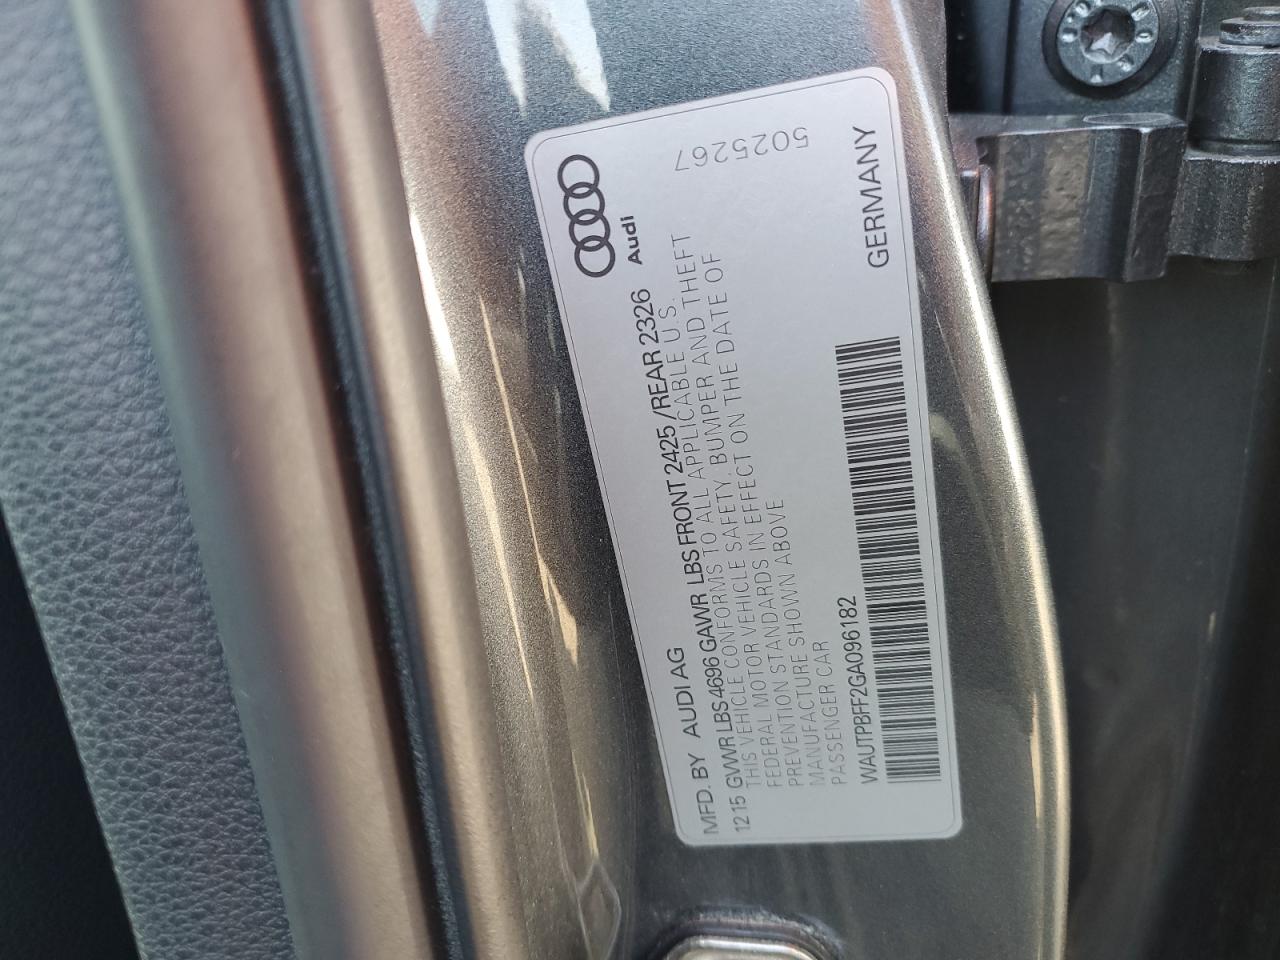 Audi
MFD. BY AUDI AG
12 15 GVWR LBS 4696 GAWR LBS FRONT 2425 /REAR 2326
THIS VEHICLE CONFORMS TO ALL APPLICABLE U.S.
FEDERAL MOTOR VEHICLE SAFETY, BUMPER AND THEFT
PREVENTION STANDARDS IN EFFECT ON THE DATE OF
MANUFACTURE SHOWN ABOVE
PASSENGER CAR
WAUTPBFF2GA096182
GERMANY
5025267